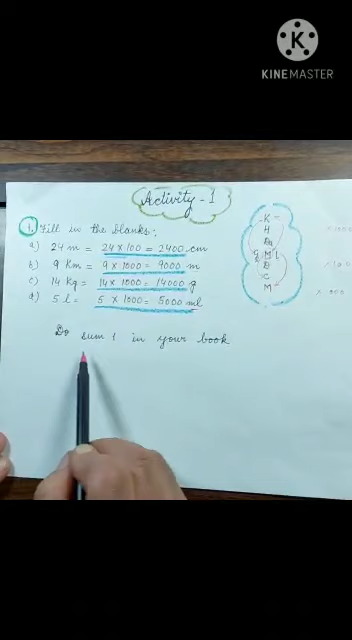 K
KINEMASTER
Activity - 1
1. Fill in the blanks:
a) 24 m = 24 x 100 = 2400 cm
b) 9 Km = 9 x 1000 = 9000 m
c) 14 Kg = 14 x 1000 = 14000 g
d) 5 l = 5 x 1000 = 5000 ml
Do sum 1 in your book
K
H
Da
g M l
D
C
M